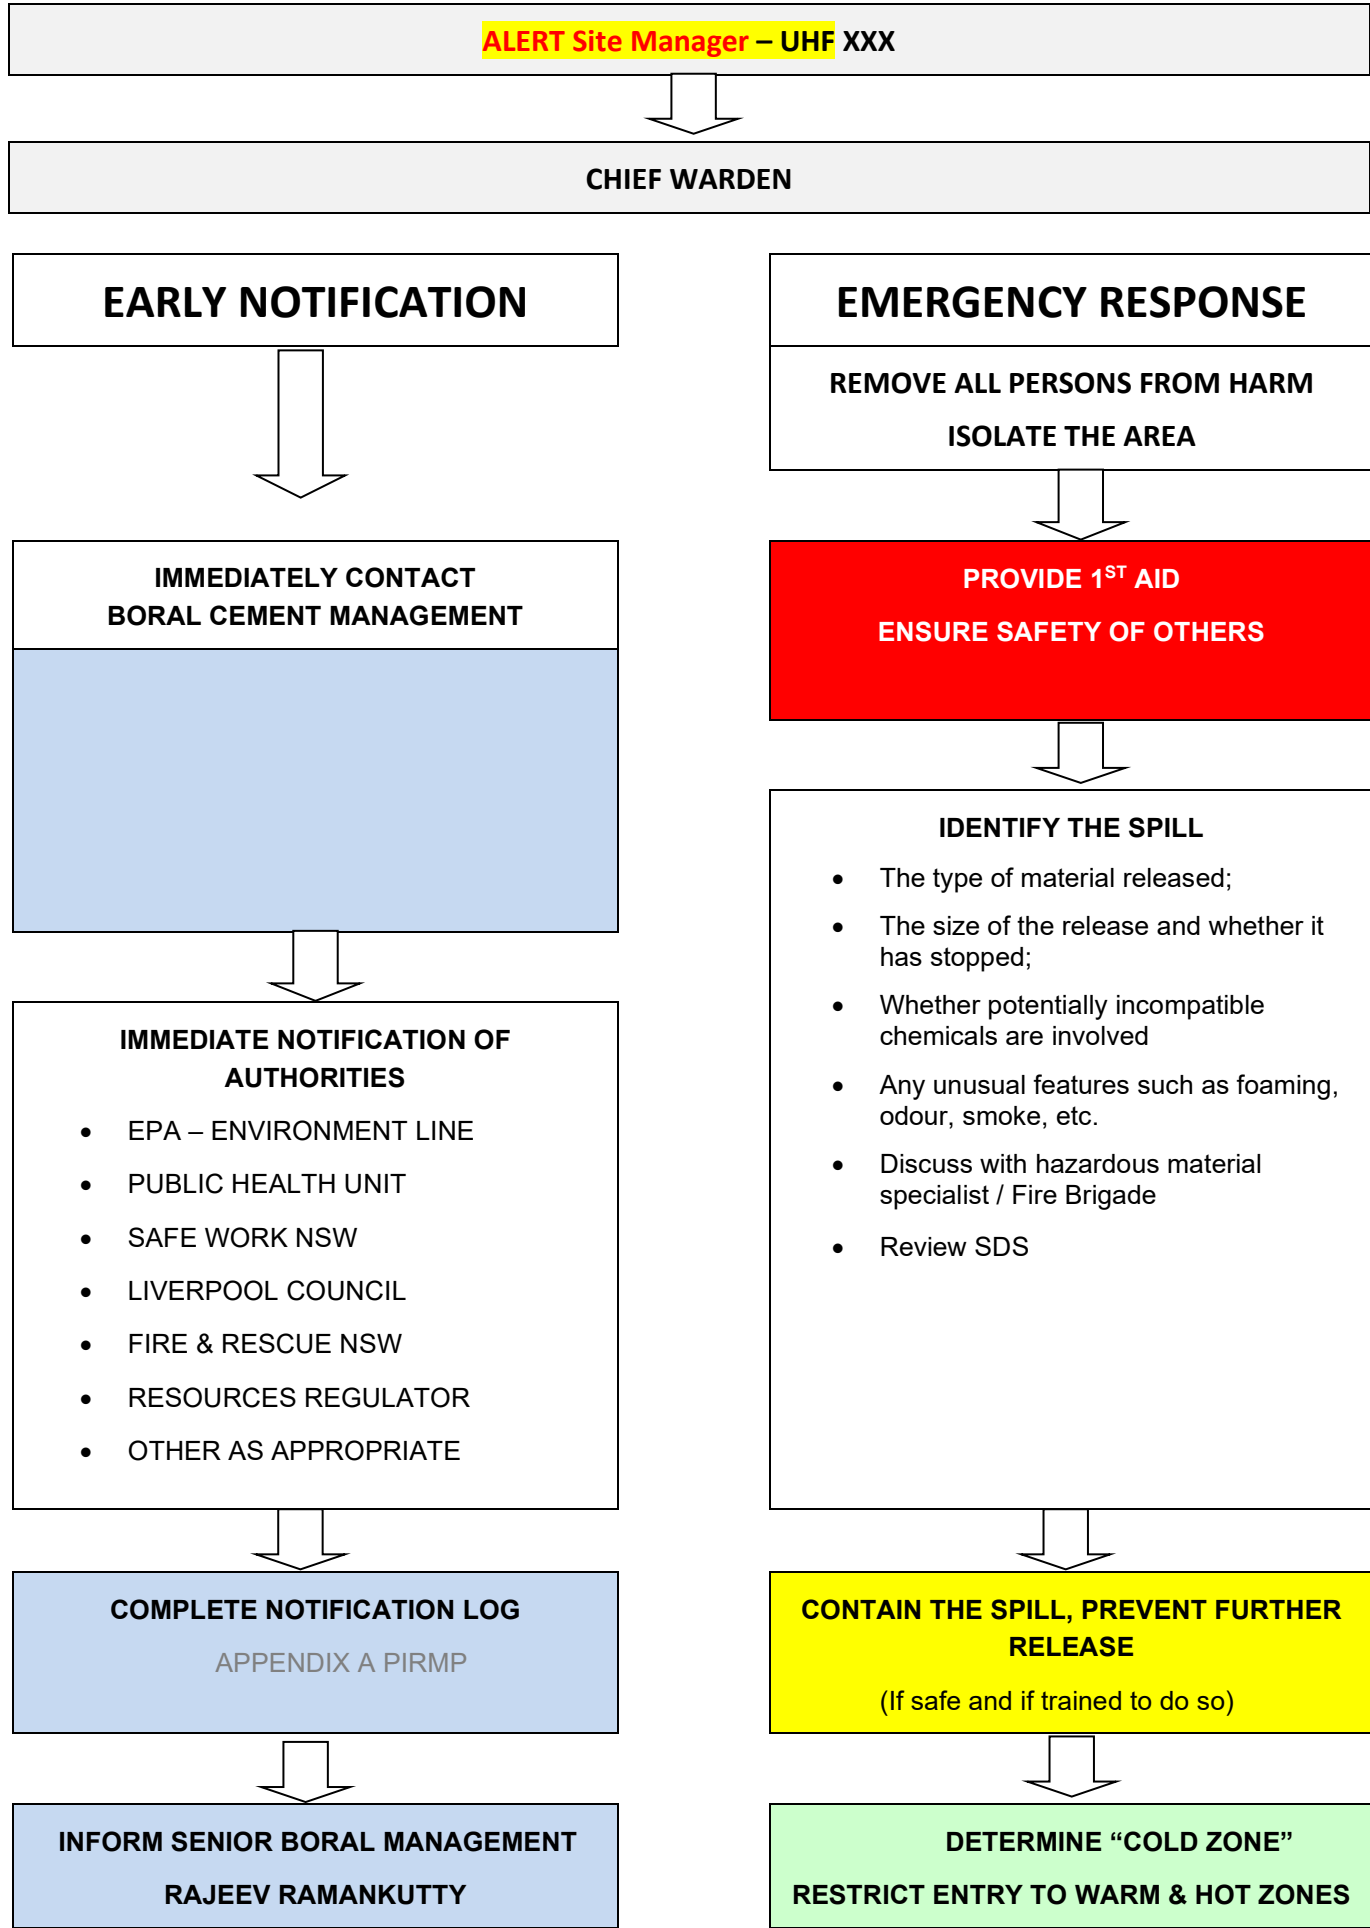 ALERT Site Manager – UHF XXX
CHIEF WARDEN
EARLY NOTIFICATION
IMMEDIATELY CONTACT
BORAL CEMENT MANAGEMENT
IMMEDIATE NOTIFICATION OF
AUTHORITIES
• EPA – ENVIRONMENT LINE
• PUBLIC HEALTH UNIT
• SAFE WORK NSW
• LIVERPOOL COUNCIL
• FIRE & RESCUE NSW
• RESOURCES REGULATOR
• OTHER AS APPROPRIATE
COMPLETE NOTIFICATION LOG
APPENDIX A PIRMP
INFORM SENIOR BORAL MANAGEMENT
RAJEEV RAMANKUTTY
EMERGENCY RESPONSE
REMOVE ALL PERSONS FROM HARM
ISOLATE THE AREA
PROVIDE 1ST AID
ENSURE SAFETY OF OTHERS
IDENTIFY THE SPILL
• The type of material released;
• The size of the release and whether it
has stopped;
• Whether potentially incompatible
chemicals are involved
• Any unusual features such as foaming,
odour, smoke, etc.
• Discuss with hazardous material
specialist / Fire Brigade
• Review SDS
CONTAIN THE SPILL, PREVENT FURTHER
RELEASE
(If safe and if trained to do so)
DETERMINE “COLD ZONE”
RESTRICT ENTRY TO WARM & HOT ZONES